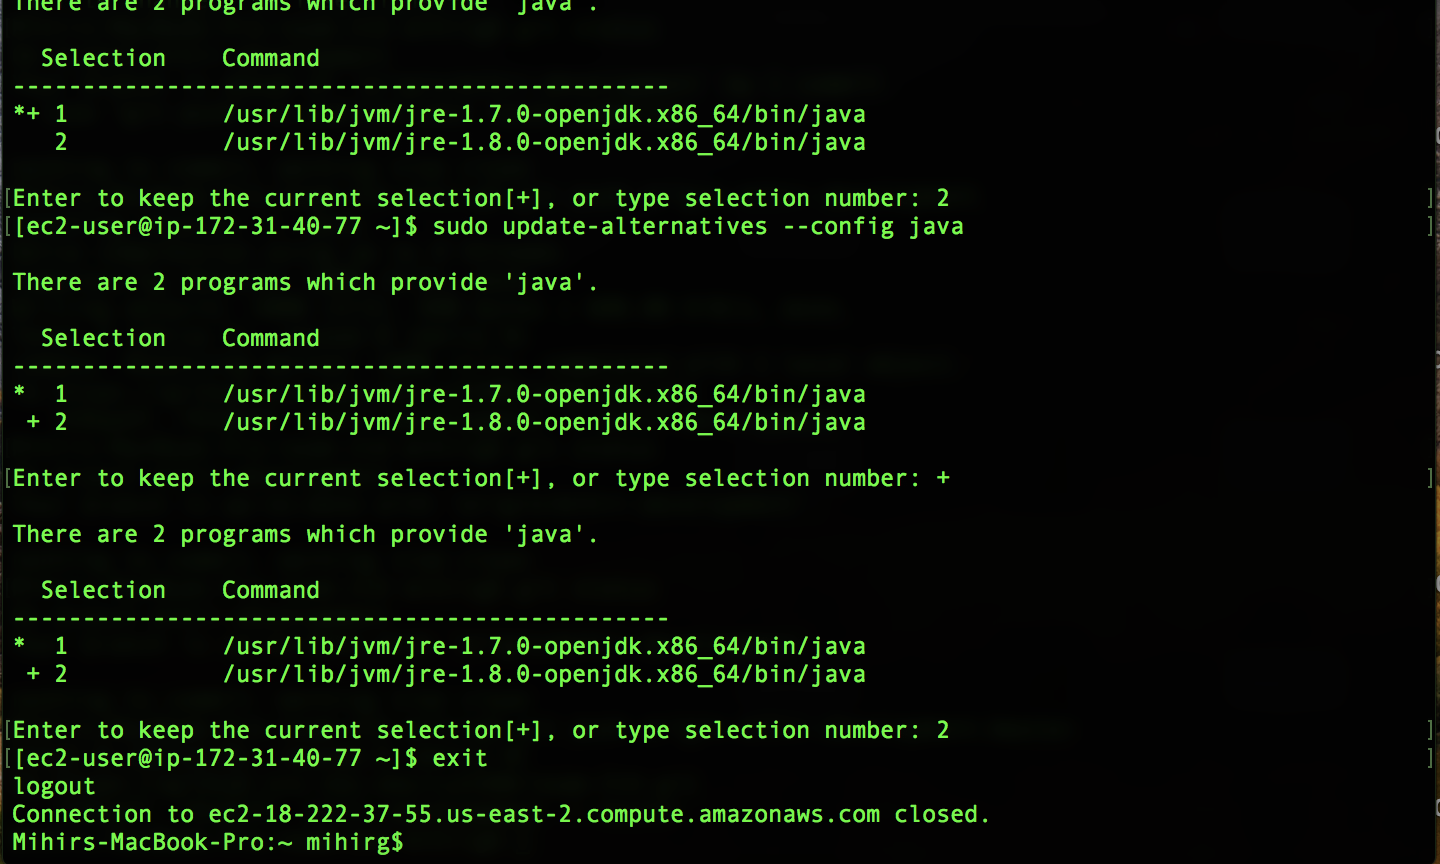 There are 2 programs which provide 'java'.
Selection    Command
-----------------------------------------------
*+ 1           /usr/lib/jvm/jre-1.7.0-openjdk.x86_64/bin/java
   2           /usr/lib/jvm/jre-1.8.0-openjdk.x86_64/bin/java
[Enter to keep the current selection[+], or type selection number: 2 ]
[[ec2-user@ip-172-31-40-77 ~]$ sudo update-alternatives --config java ]
There are 2 programs which provide 'java'.
  Selection    Command
-----------------------------------------------
*  1           /usr/lib/jvm/jre-1.7.0-openjdk.x86_64/bin/java
 + 2           /usr/lib/jvm/jre-1.8.0-openjdk.x86_64/bin/java
[Enter to keep the current selection[+], or type selection number: + ]
There are 2 programs which provide 'java'.
  Selection    Command
-----------------------------------------------
*  1           /usr/lib/jvm/jre-1.7.0-openjdk.x86_64/bin/java
 + 2           /usr/lib/jvm/jre-1.8.0-openjdk.x86_64/bin/java
[Enter to keep the current selection[+], or type selection number: 2 ]
[[ec2-user@ip-172-31-40-77 ~]$ exit ]
logout
Connection to ec2-18-222-37-55.us-east-2.compute.amazonaws.com closed.
Mihirs-MacBook-Pro:~ mihirg$